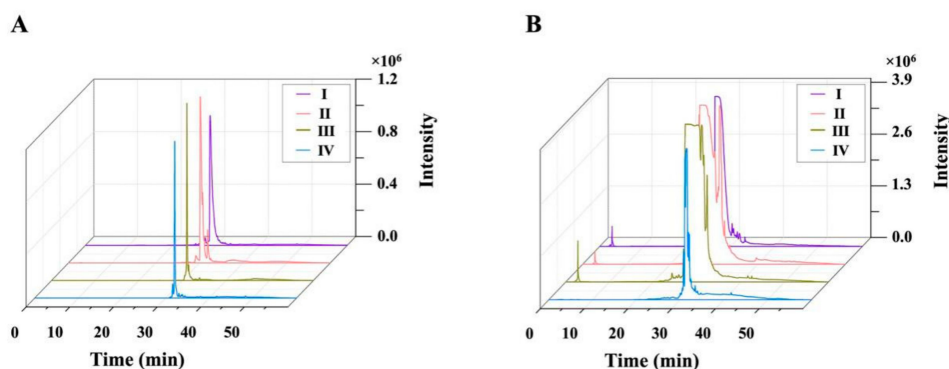 A
×10⁶
1.2
I
II
III
IV
0.8
0.4
0.0
Intensity
0 10 20 30 40 50
Time (min)
B
×10⁶
3.9
I
II
III
IV
2.6
1.3
0.0
Intensity
0 10 20 30 40 50
Time (min)